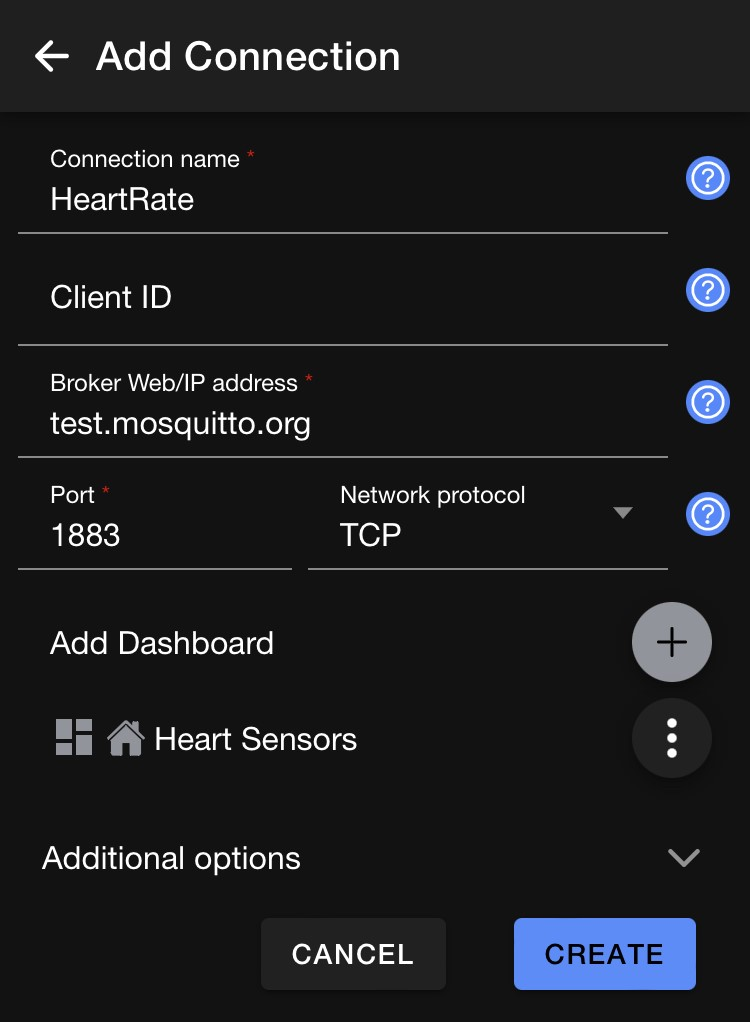 Add Connection
Connection name *
HeartRate
Client ID
Broker Web/IP address *
test.mosquitto.org
Port *
Network protocol
1883
TCP
Add Dashboard
Heart Sensors
Additional options
CANCEL
CREATE